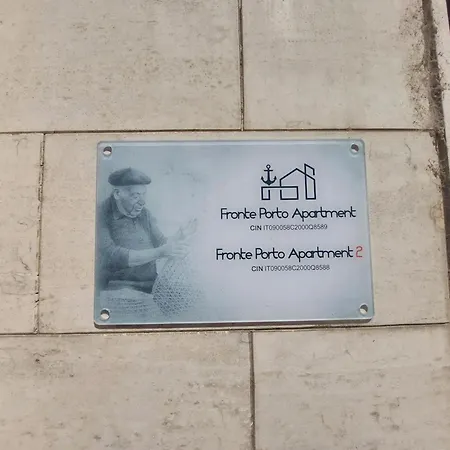 Fronte Porto Apartment
CIN IT090058C2000Q8589
Fronte Porto Apartment 2
CIN IT090058C2000Q8588